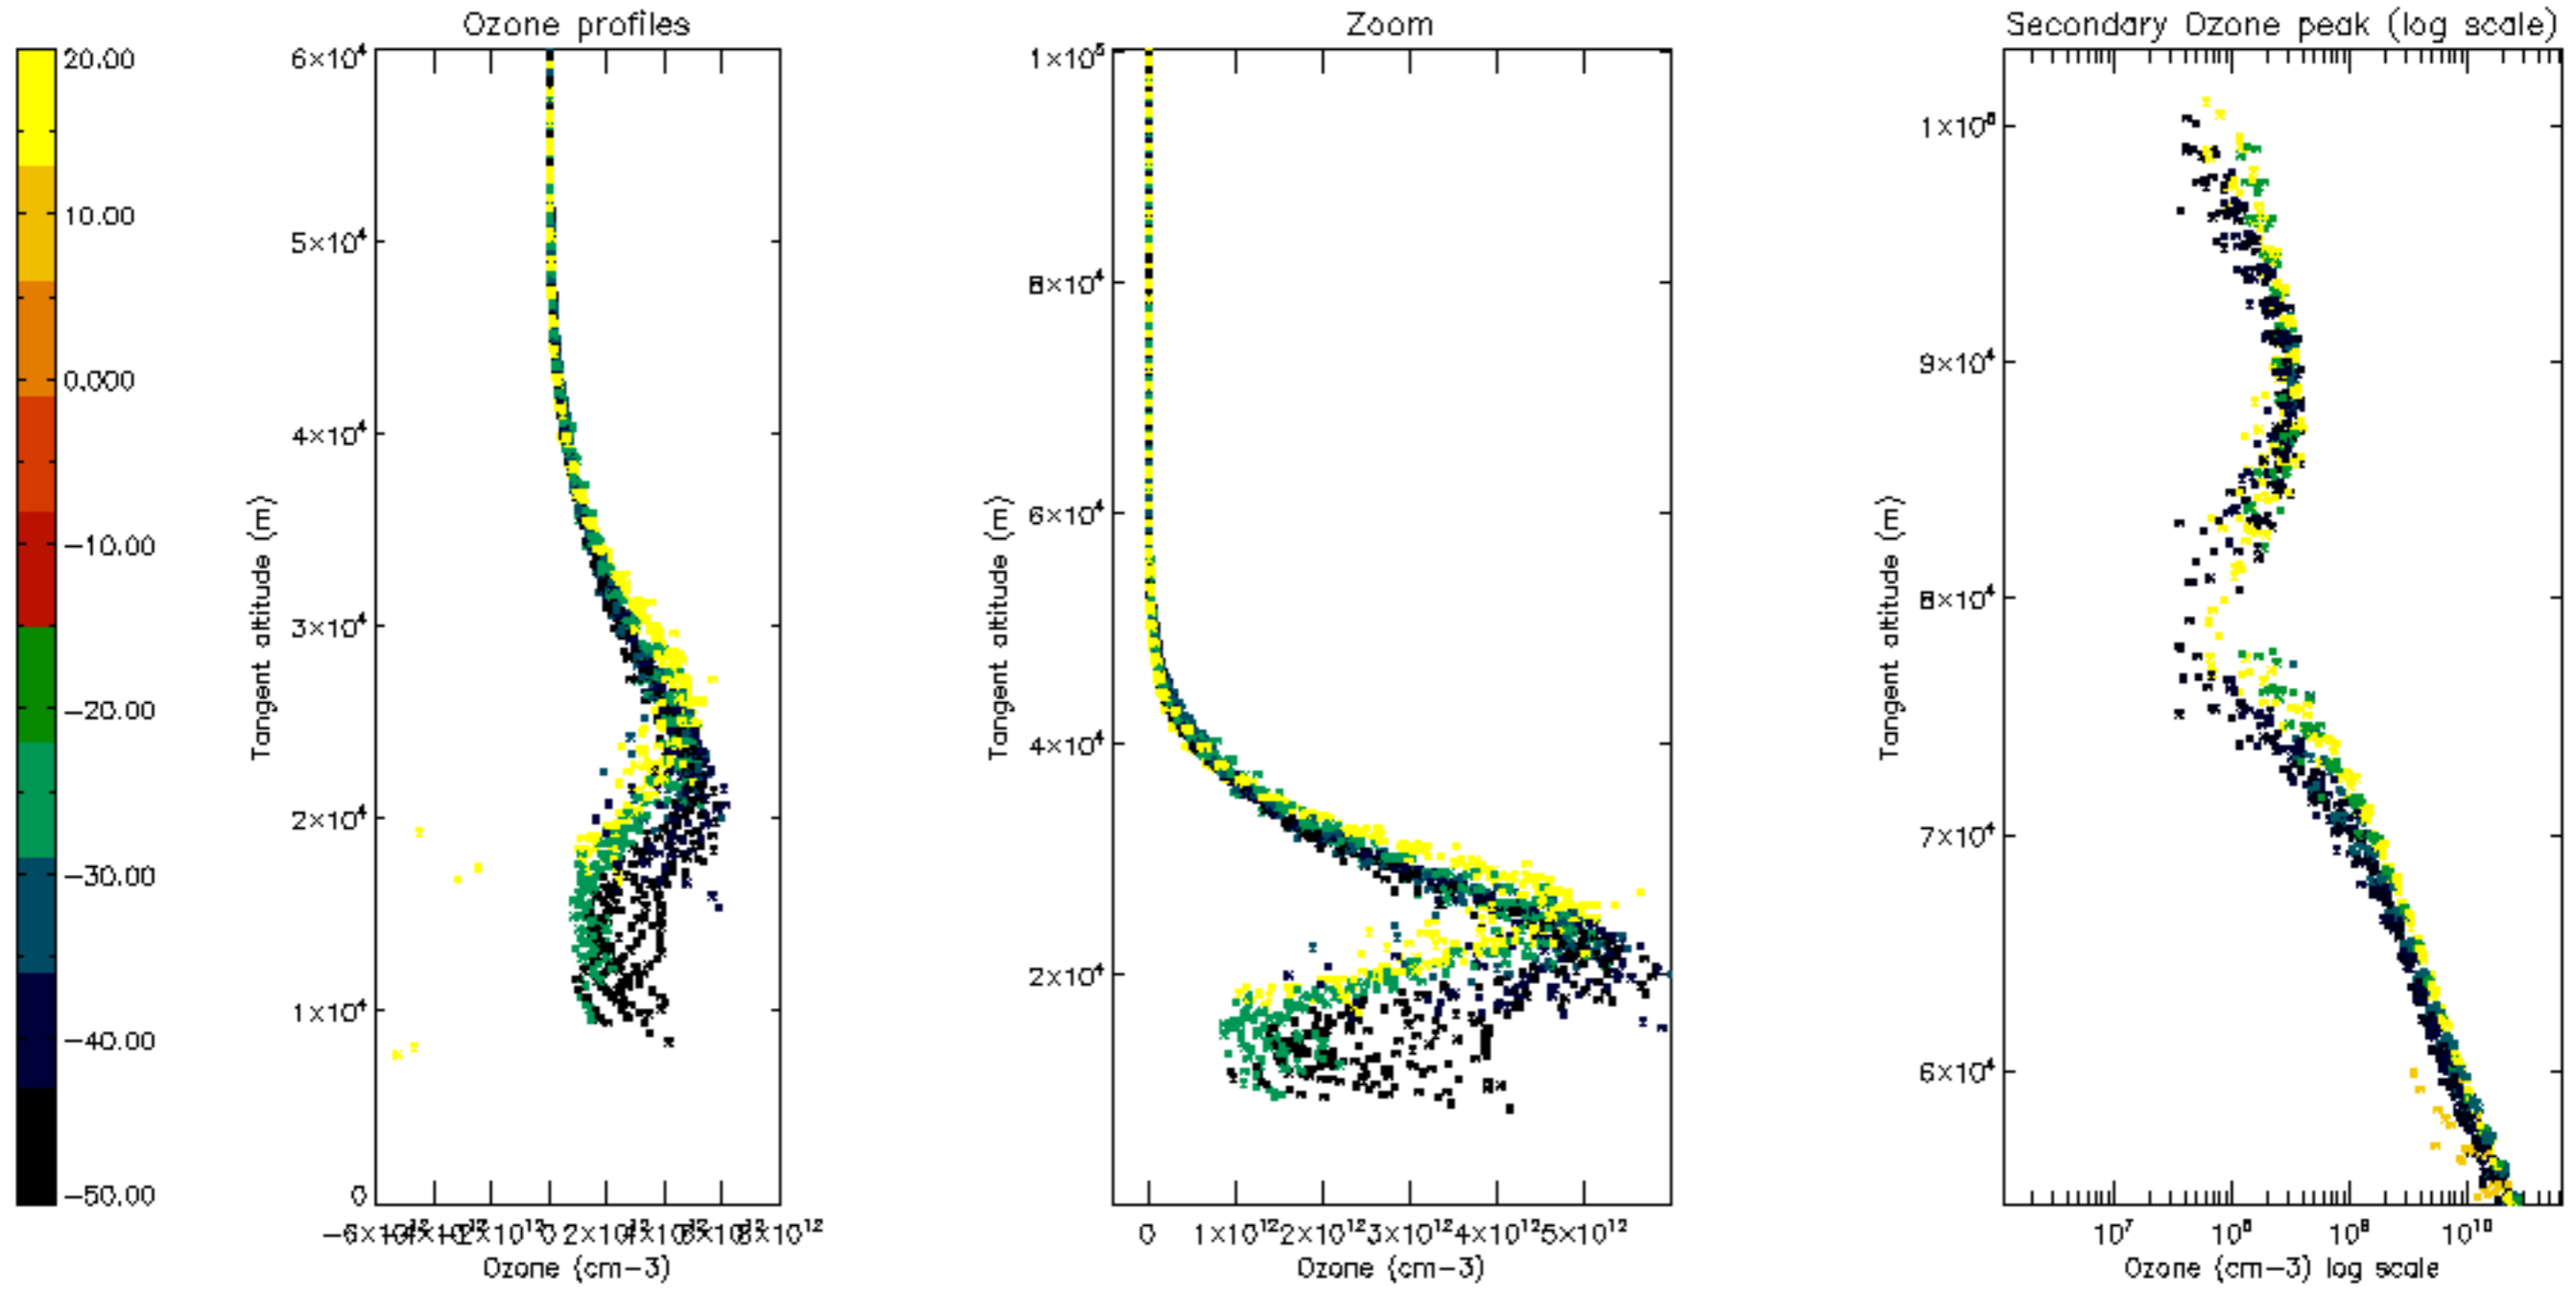 Ozone profiles
Zoom
Secondary Ozone peak (log scale)
20.00
10.00
0.000
−10.00
−20.00
−30.00
−40.00
−50.00
6×10⁴
5×10⁴
4×10⁴
3×10⁴
2×10⁴
1×10⁴
0
Tangent altitude (m)
0
8×10¹²
Ozone (cm−3)
1×10⁵
8×10⁴
6×10⁴
4×10⁴
2×10⁴
Tangent altitude (m)
0 1×10¹² 2×10¹² 3×10¹² 4×10¹² 5×10¹²
Ozone (cm−3)
1×10⁵
9×10⁴
8×10⁴
7×10⁴
6×10⁴
Tangent altitude (m)
10⁷ 10⁸ 10⁹ 10¹⁰
Ozone (cm−3) log scale